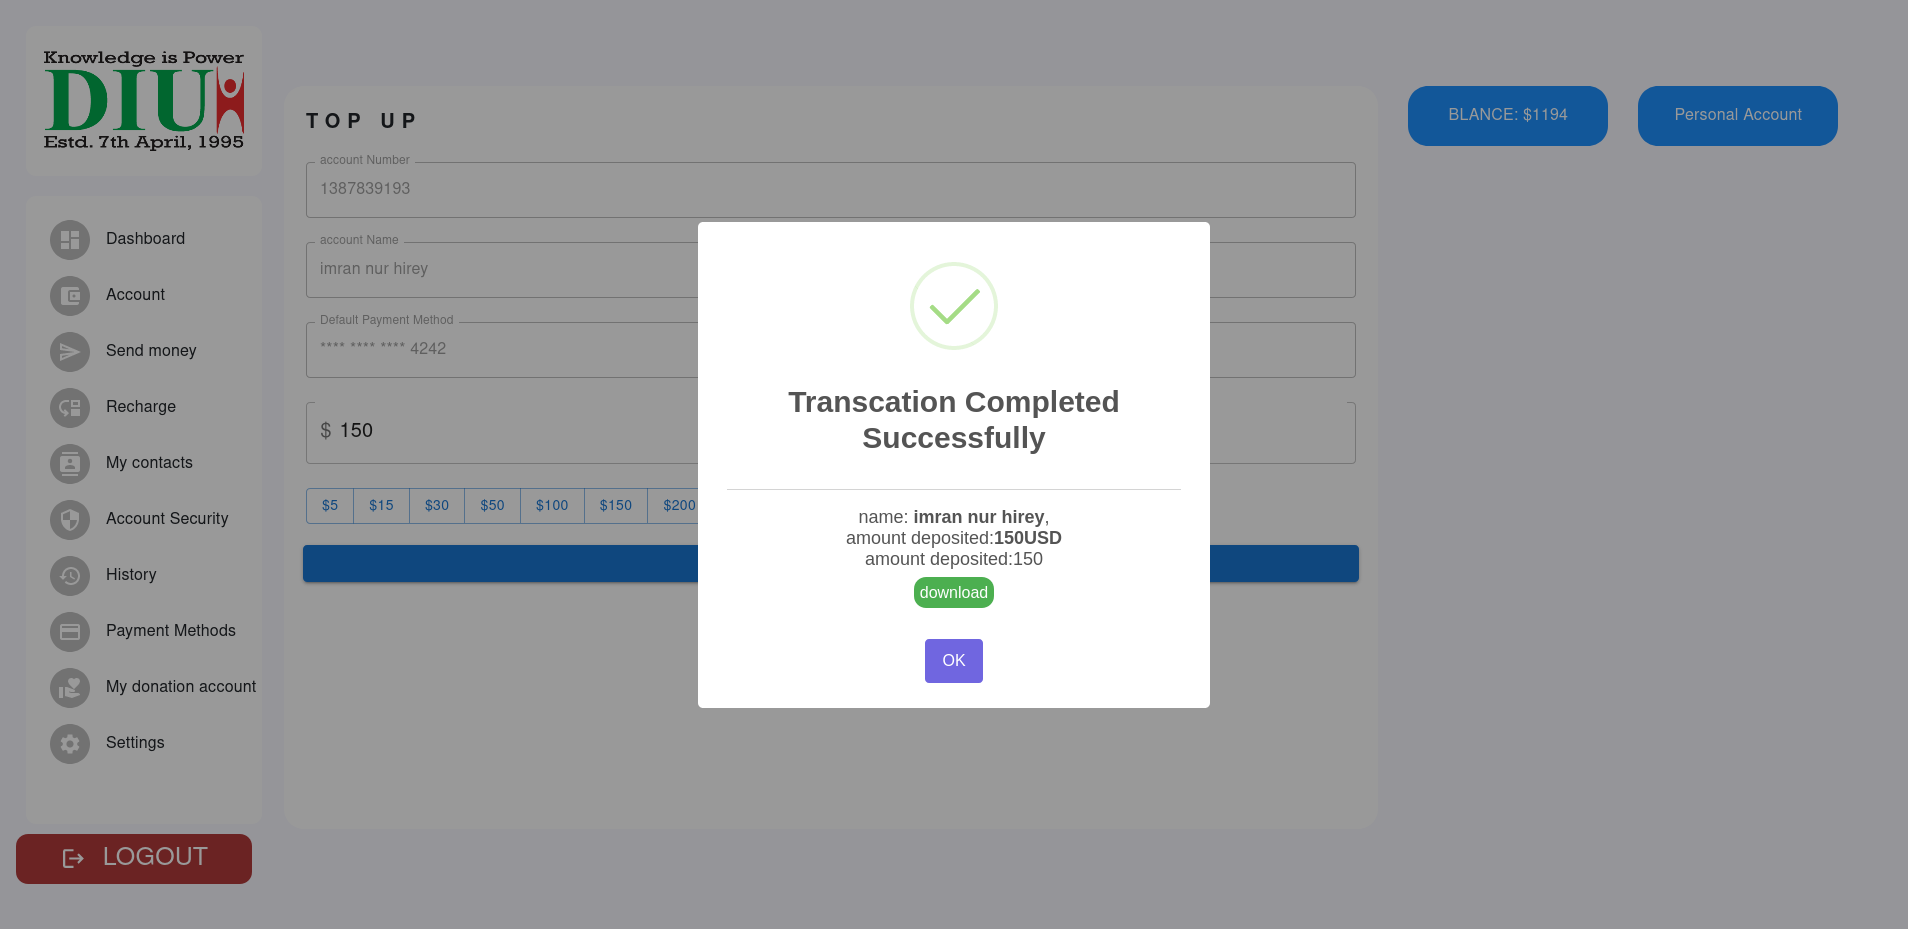 Knowledge is Power
DIU
Estd. 7th April, 1995
Dashboard
Account
Send money
Recharge
My contacts
Account Security
History
Payment Methods
My donation account
Settings
LOGOUT
TOP UP
account Number
1387839193
account Name
imran nur hirey
Default Payment Method
**** **** **** 4242
$ 150
$5 $15 $30 $50 $100 $150 $200
BLANCE: $1194
Personal Account
Transcation Completed
Successfully
name: imran nur hirey,
amount deposited:150USD
amount deposited:150
download
OK